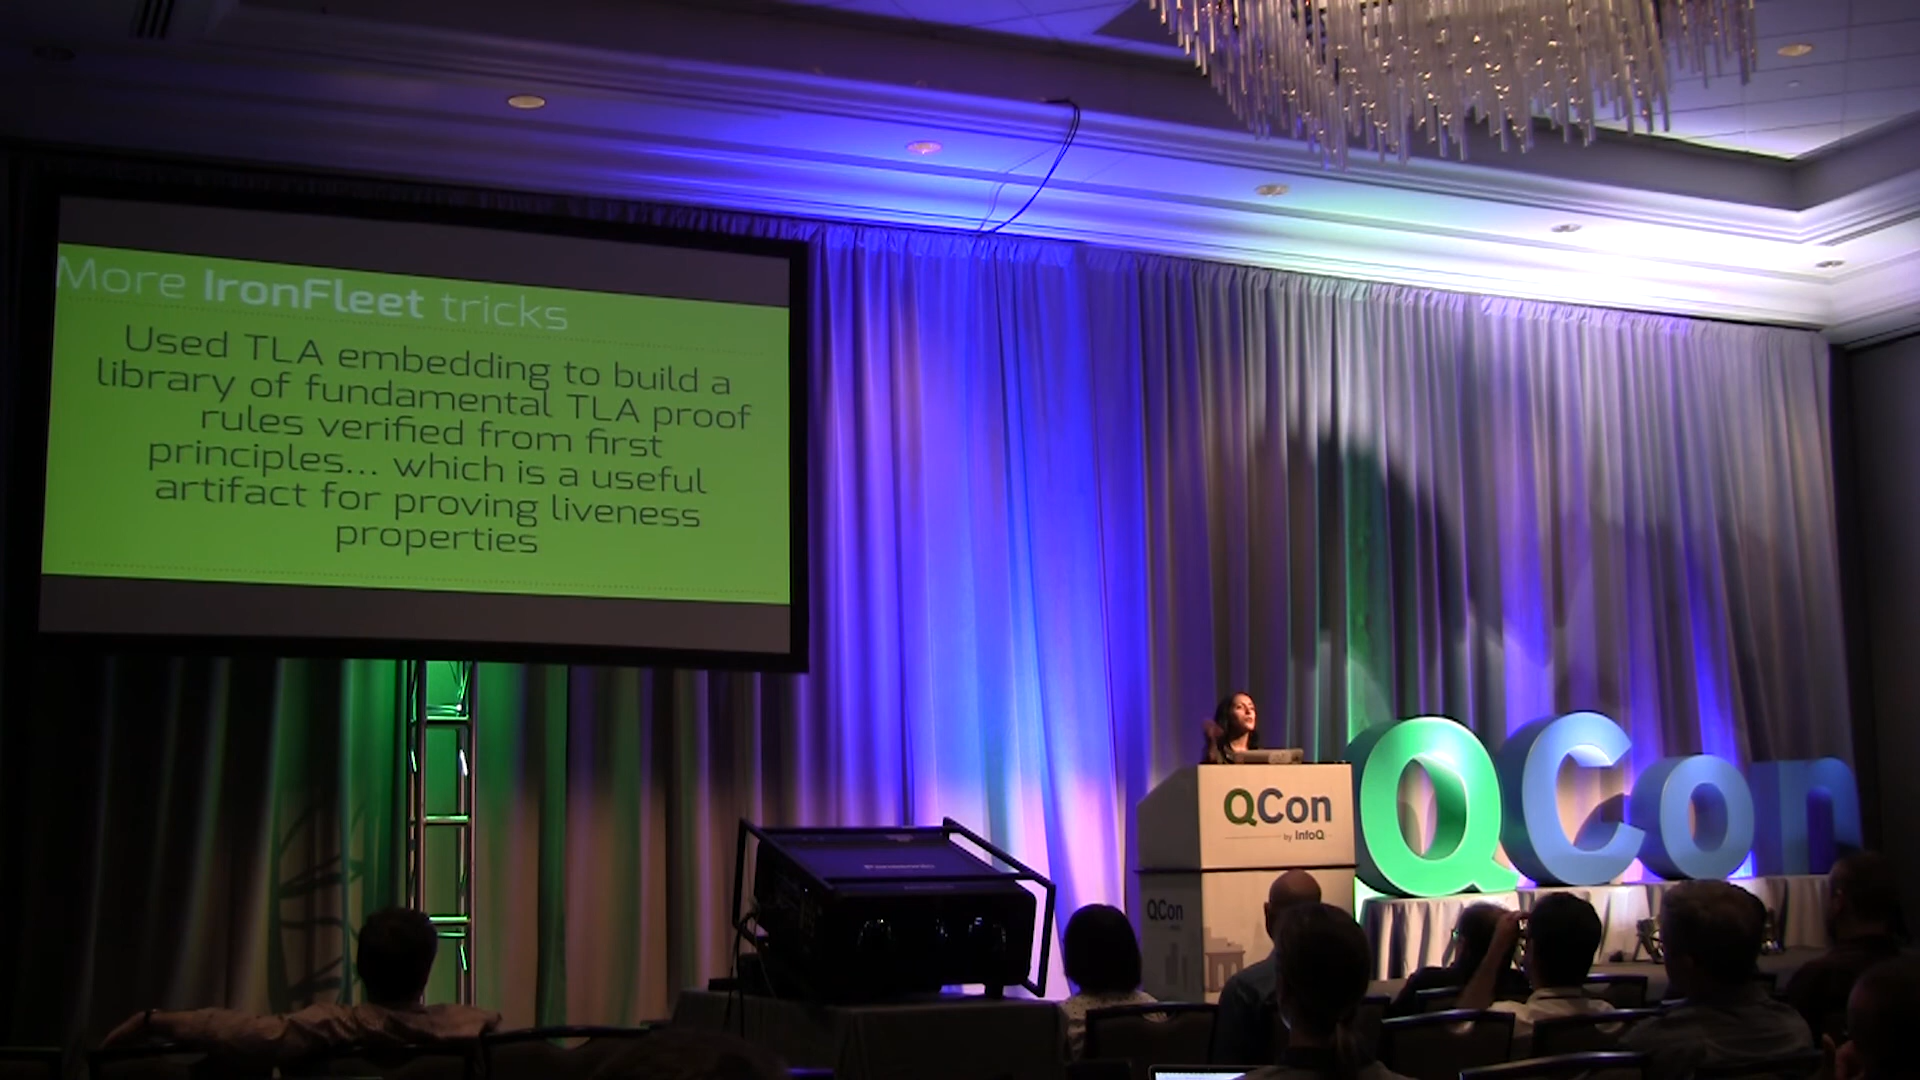 More IronFleet tricks
Used TLA embedding to build a
library of fundamental TLA proof
rules verified from first
principles... which is a useful
artifact for proving liveness
properties
QCon
by InfoQ
QCon
QCon